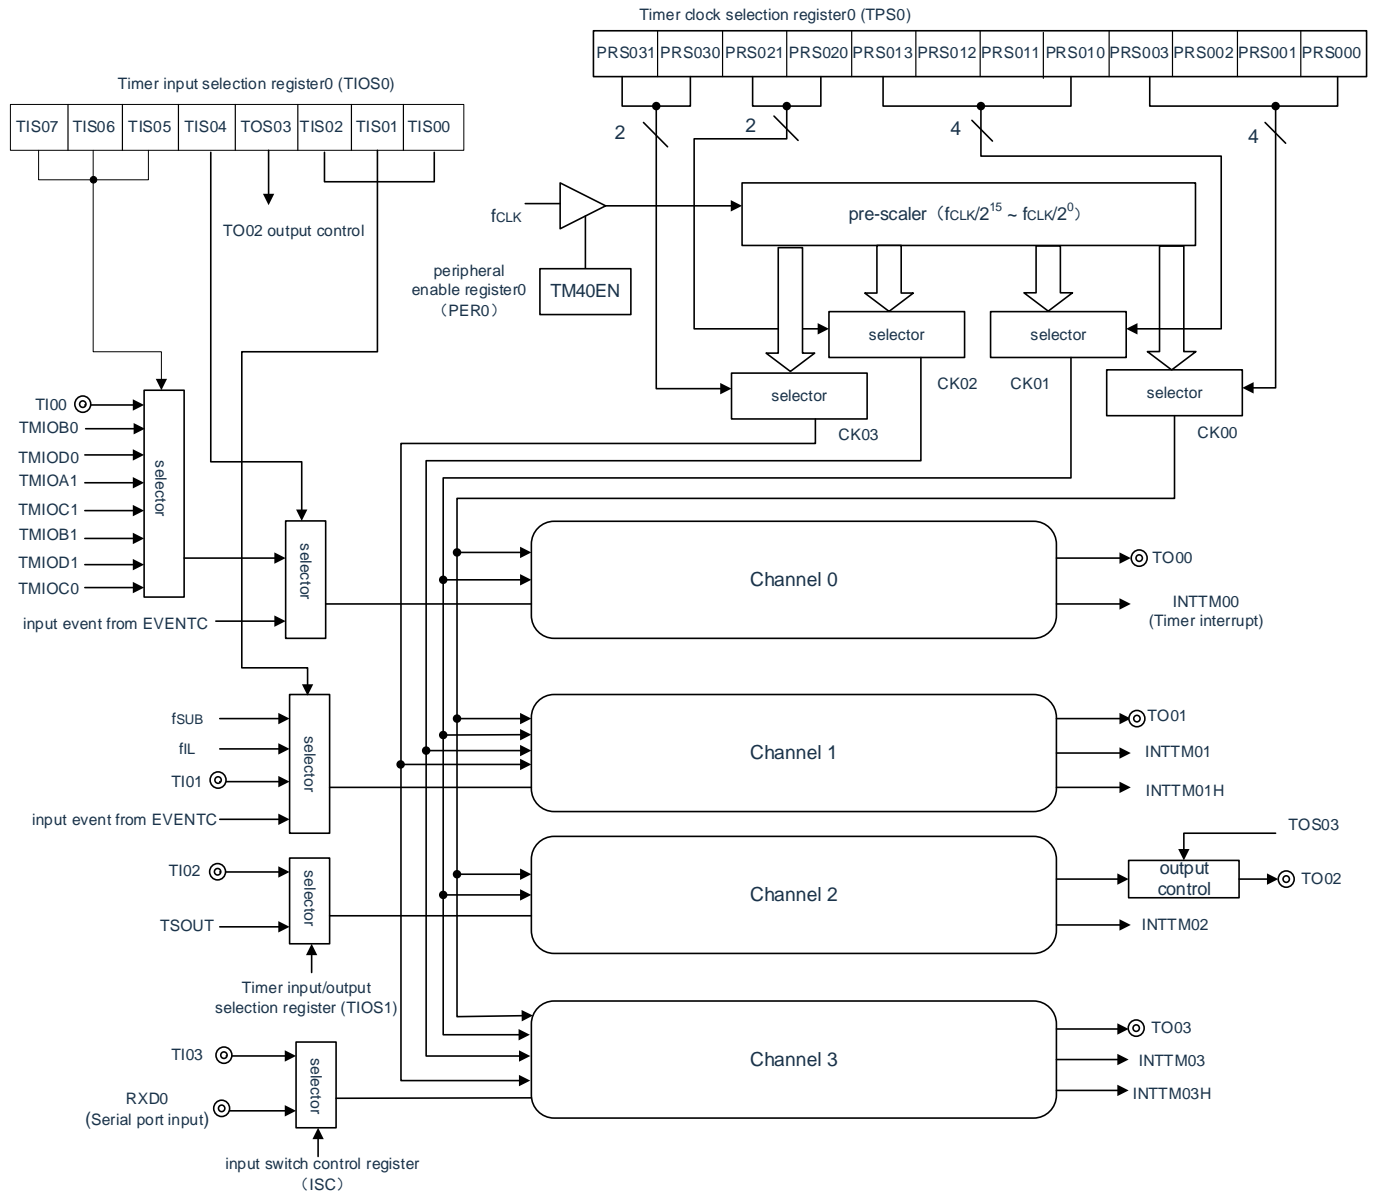 Timer clock selection register0 (TPS0)
PRS031 PRS030 PRS021 PRS020 PRS013 PRS012 PRS011 PRS010 PRS003 PRS002 PRS001 PRS000
Timer input selection register0 (TIOS0)
TIS07 TIS06 TIS05 TIS04 TOS03 TIS02 TIS01 TIS00
2
2
4
4
TO02 output control
fCLK
pre-scaler（fCLK/2¹⁵ ~ fCLK/2⁰）
peripheral
enable register0
（PER0）
TM40EN
selector
selector
CK02
CK01
selector
selector
CK03
CK00
TI00
TMIOB0
TMIOD0
TMIOA1
TMIOC1
TMIOB1
TMIOD1
TMIOC0
selector
input event from EVENTC
selector
Channel 0
TO00
INTTM00
(Timer interrupt)
fSUB
fIL
TI01
input event from EVENTC
selector
Channel 1
TO01
INTTM01
INTTM01H
TI02
TSOUT
selector
Timer input/output
selection register (TIOS1)
Channel 2
TOS03
output
control
TO02
INTTM02
TI03
RXD0
(Serial port input)
selector
input switch control register
（ISC）
Channel 3
TO03
INTTM03
INTTM03H